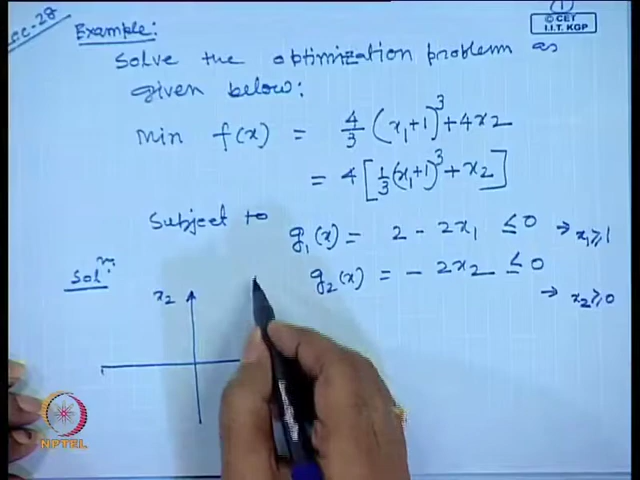 (1)
©CET
I.I.T. KGP
Lec-28
Example:
Solve the optimization problem as
given below:
Min f(x) = 4/3 (x₁+1)³ + 4x₂
= 4[1/3 (x₁+1)³ + x₂]
Subject to
g₁(x) = 2 - 2x₁ ≤ 0 → x₁ ≥ 1
g₂(x) = - 2x₂ ≤ 0
→ x₂ ≥ 0
Solⁿ
x₂
NPTEL